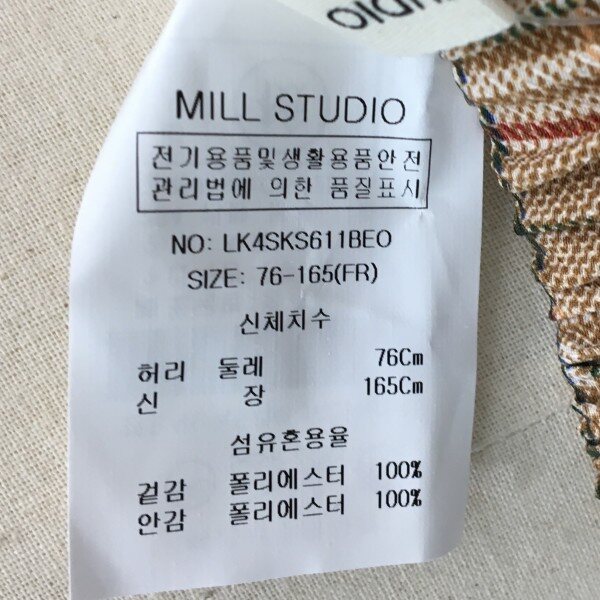 MILL STUDIO
전기용품및생활용품안전
관리법에 의한 품질표시
NO: LK4SKS611BEO
SIZE: 76-165(FR)
신체치수
허리 둘레 76Cm
신 장 165Cm
섬유혼용율
겉감 폴리에스터 100%
안감 폴리에스터 100%